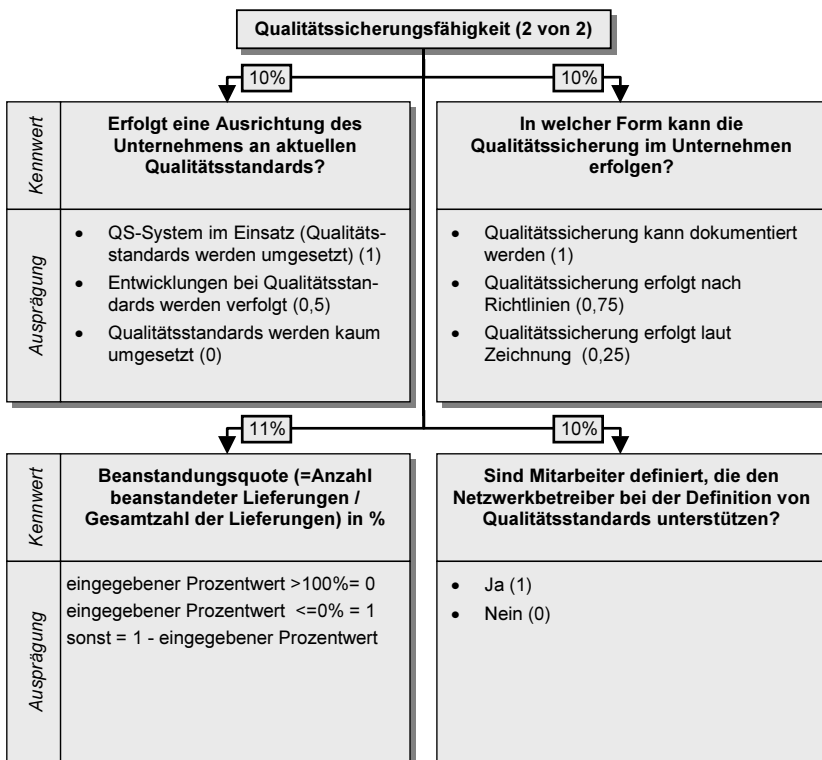 Qualitätssicherungsfähigkeit (2 von 2)
10%
10%
Kennwert
Erfolgt eine Ausrichtung des
Unternehmens an aktuellen
Qualitätsstandards?
Ausprägung
• QS-System im Einsatz (Qualitäts-
standards werden umgesetzt) (1)
• Entwicklungen bei Qualitätsstan-
dards werden verfolgt (0,5)
• Qualitätsstandards werden kaum
umgesetzt (0)
In welcher Form kann die
Qualitätssicherung im Unternehmen
erfolgen?
• Qualitätssicherung kann dokumentiert
werden (1)
• Qualitätssicherung erfolgt nach
Richtlinien (0,75)
• Qualitätssicherung erfolgt laut
Zeichnung (0,25)
11%
10%
Kennwert
Beanstandungsquote (=Anzahl
beanstandeter Lieferungen /
Gesamtzahl der Lieferungen) in %
Ausprägung
eingegebener Prozentwert >100%= 0
eingegebener Prozentwert <=0% = 1
sonst = 1 - eingegebener Prozentwert
Sind Mitarbeiter definiert, die den
Netzwerkbetreiber bei der Definition von
Qualitätsstandards unterstützen?
• Ja (1)
• Nein (0)